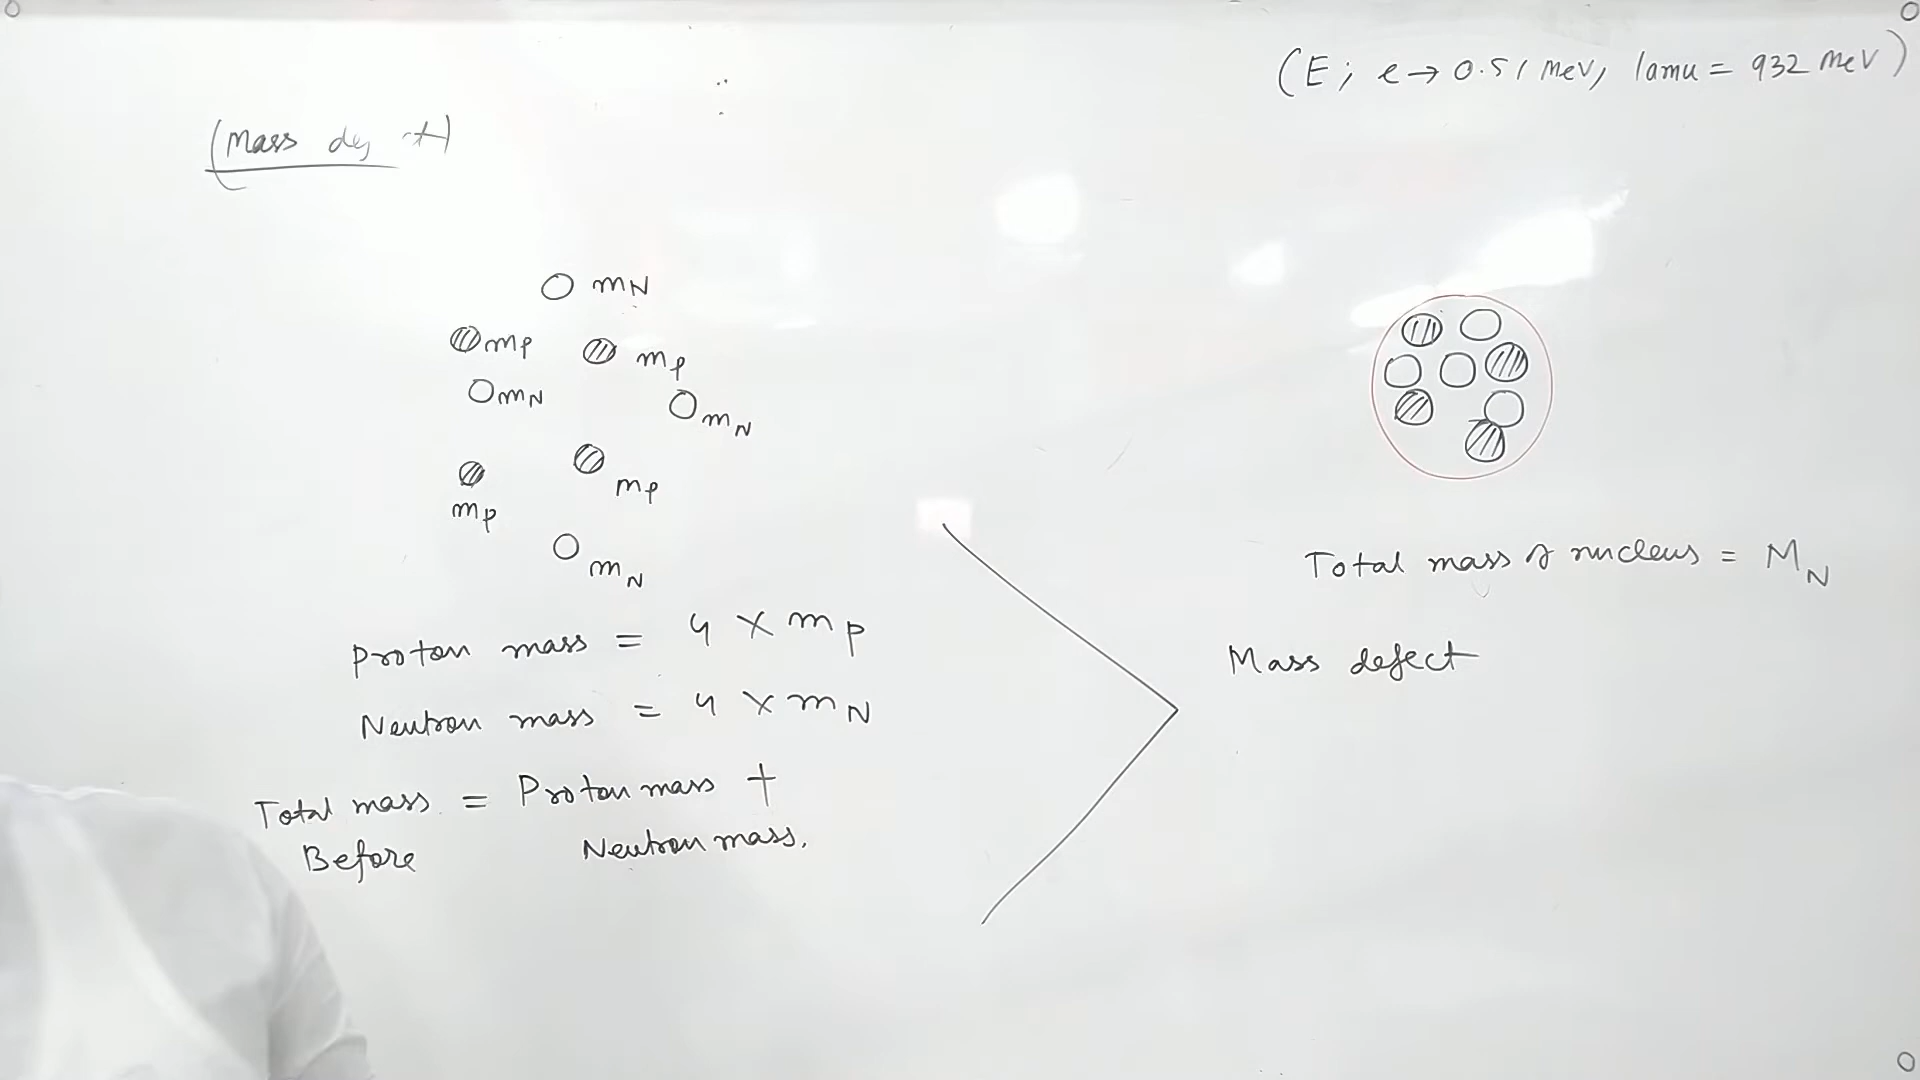 (E; e→ 0.51 MeV, 1amu = 932 MeV)
(Mass
mN
mp
mp
mN
mN
mp
mp
mN
Proton mass = 4 × mp
Neutron mass = 4 × mN
Total mass = Proton mass +
Before Neutron mass.
Total mass of nucleus = MN
Mass defect